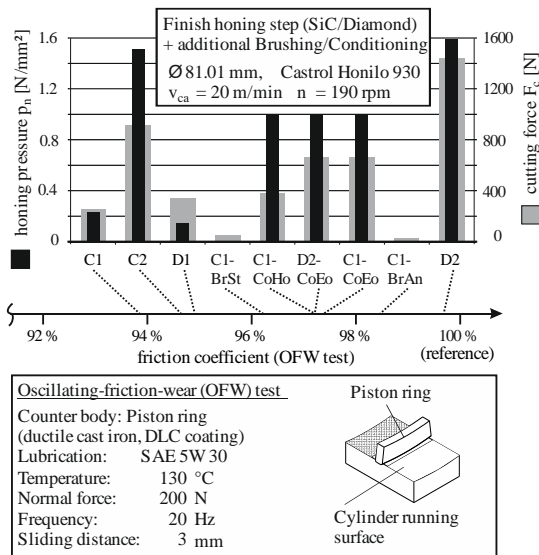 Finish honing step (SiC/Diamond)
+ additional Brushing/Conditioning
Ø 81.01 mm, Castrol Honilo 930
v_ca = 20 m/min n = 190 rpm
honing pressure p_n [N/mm²]
1.6
1.2
0.8
0.4
0
1600
1200
800
400
0
cutting force F_c [N]
C1 C2 D1 C1-BrSt C1-CoHo D2-CoEo C1-CoEo C1-BrAn D2
92 % 94 % 96 % 98 % 100 %
friction coefficient (OFW test) (reference)
Oscillating-friction-wear (OFW) test
Counter body: Piston ring
(ductile cast iron, DLC coating)
Lubrication: SAE 5W 30
Temperature: 130 °C
Normal force: 200 N
Frequency: 20 Hz
Sliding distance: 3 mm
Piston ring
Cylinder running
surface